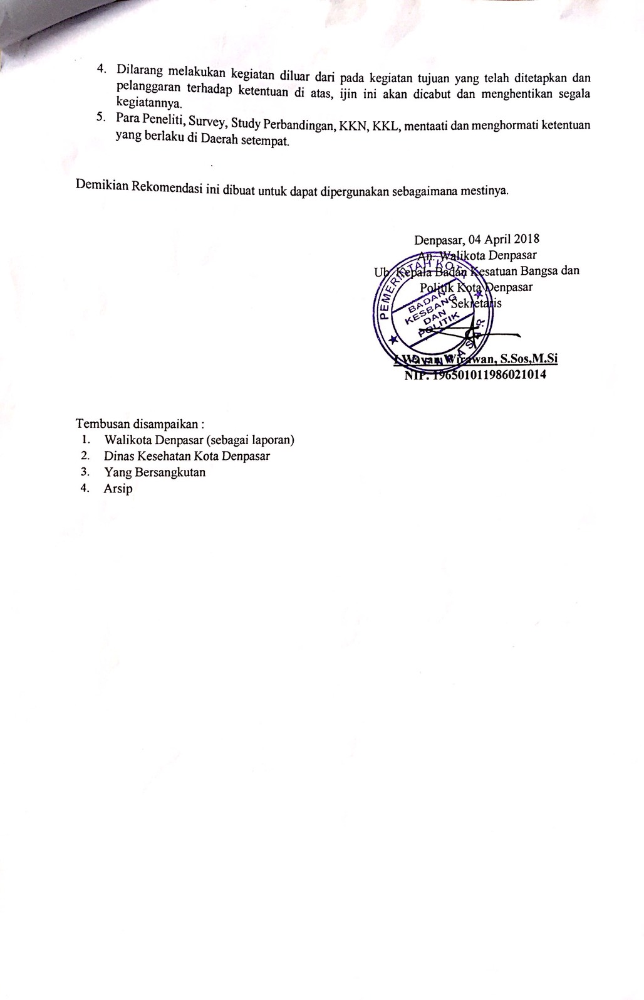 4. Dilarang melakukan kegiatan diluar dari pada kegiatan tujuan yang telah ditetapkan dan
pelanggaran terhadap ketentuan di atas, ijin ini akan dicabut dan menghentikan segala
kegiatannya.
5. Para Peneliti, Survey, Study Perbandingan, KKN, KKL, mentaati dan menghormati ketentuan
yang berlaku di Daerah setempat.
Demikian Rekomendasi ini dibuat untuk dapat dipergunakan sebagaimana mestinya.
Denpasar, 04 April 2018
An. Walikota Denpasar
Ub. Kepala Badan Kesatuan Bangsa dan
Politik Kota Denpasar
Sekretaris
PEMERINTAH KOTA
BADAN
KESBANG
DAN
POLITIK
DENPASAR
I Wayan Wirawan, S.Sos,M.Si
NIP. 196501011986021014
Tembusan disampaikan :
1. Walikota Denpasar (sebagai laporan)
2. Dinas Kesehatan Kota Denpasar
3. Yang Bersangkutan
4. Arsip